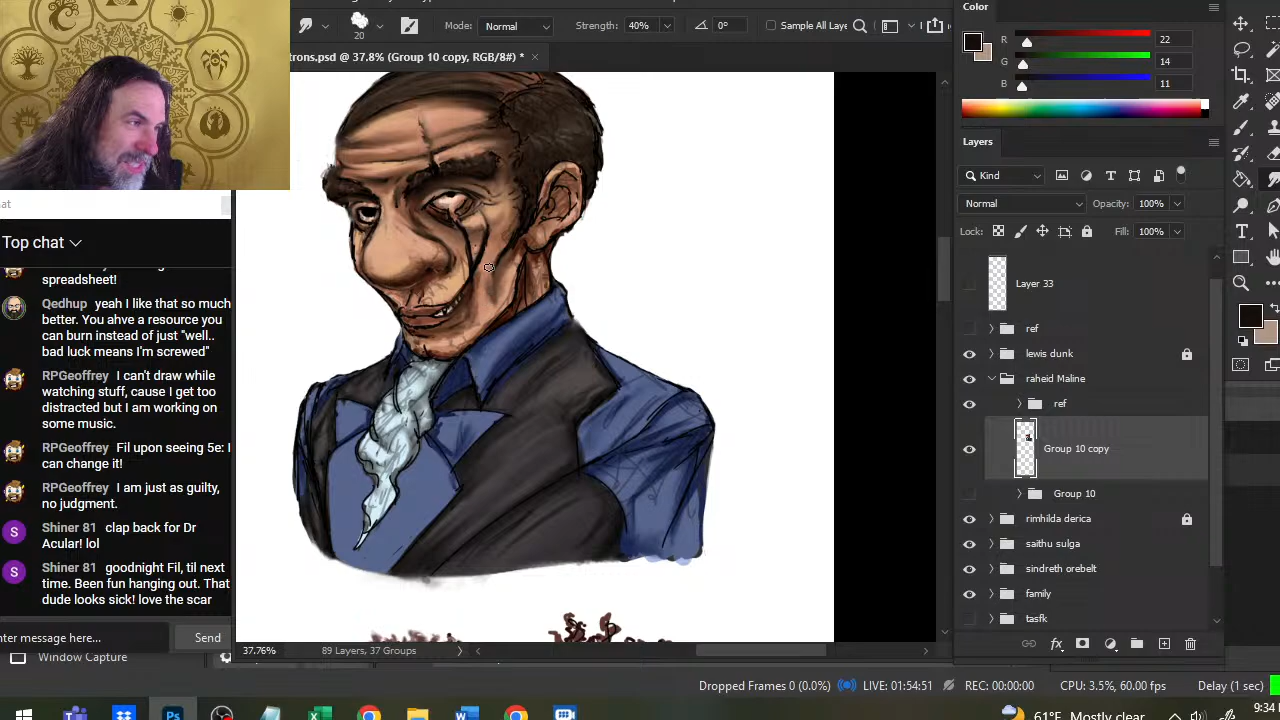 20
Mode: Normal
Strength: 40%
0°
Sample All Laye
trons.psd @ 37.8% (Group 10 copy, RGB/8#) *
Color
R 22
G 14
B 11
Layers
Kind
Normal Opacity: 100%
Lock: Fill: 100%
Layer 33
ref
lewis dunk
raheid Maline
ref
Group 10 copy
Group 10
rimhilda derica
saithu sulga
sindreth orebelt
family
tasfk
at
Top chat
spreadsheet!
Qedhup yeah I like that so much
better. You ahve a resource you
can burn instead of just "well..
bad luck means I'm screwed"
RPGeoffrey I can't draw while
watching stuff, cause I get too
distracted but I am working on
some music.
RPGeoffrey Fil upon seeing 5e: I
can change it!
RPGeoffrey I am just as guilty,
no judgment.
S Shiner 81 clap back for Dr
Acular! lol
S Shiner 81 goodnight Fil, til next
time. Been fun hanging out. That
dude looks sick! love the scar
nter message here...
Send
37.76% 89 Layers, 37 Groups
Window Capture
Dropped Frames 0 (0.0%) LIVE: 01:54:51 REC: 00:00:00 CPU: 3.5%, 60.00 fps Delay (1 sec)
61°F Mostly clear
9:34